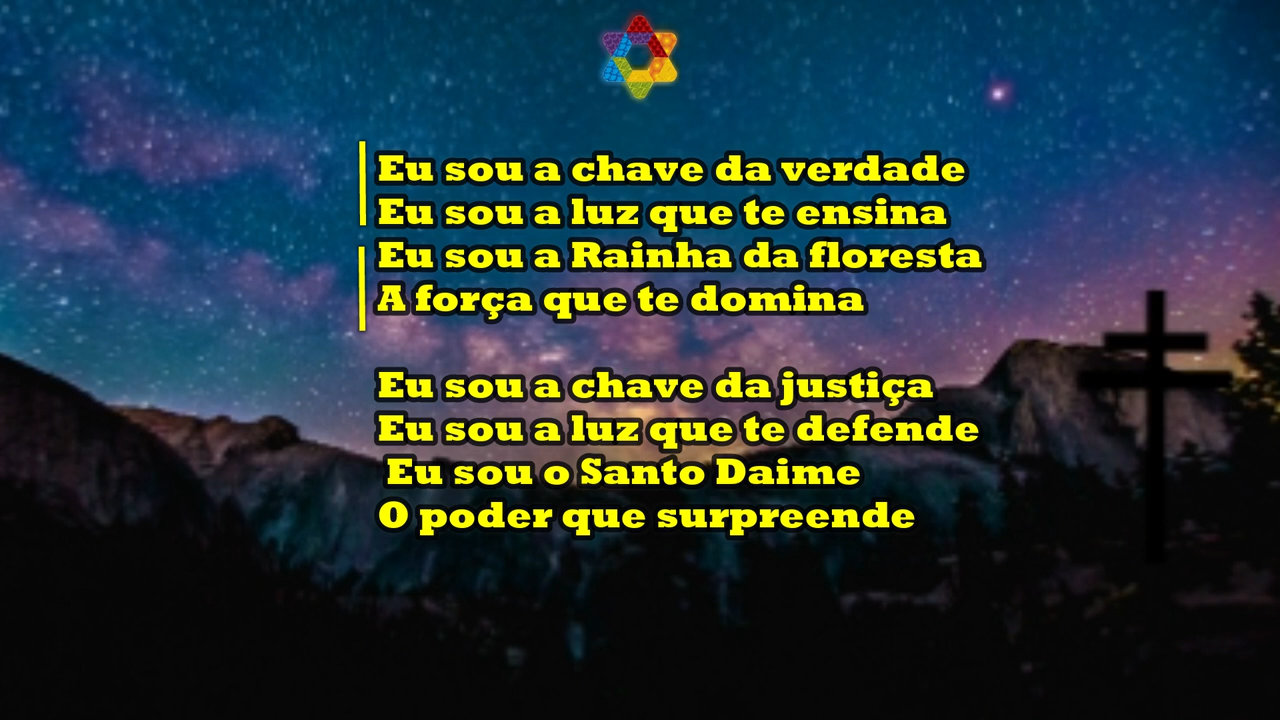 Eu sou a chave da verdade
Eu sou a luz que te ensina
Eu sou a Rainha da floresta
A força que te domina
Eu sou a chave da justiça
Eu sou a luz que te defende
Eu sou o Santo Daime
O poder que surpreende